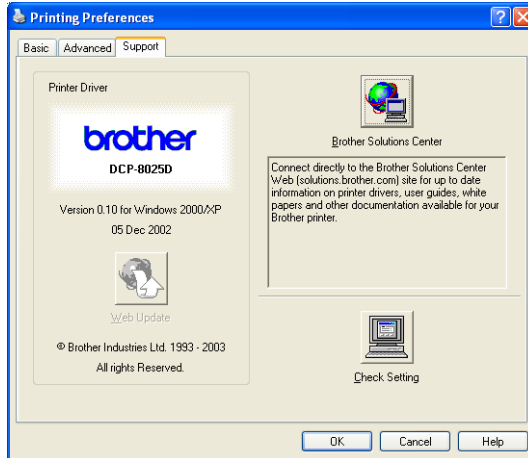 Printing Preferences
Basic
Advanced
Support
Printer Driver
brother
DCP-8025D
Version 0.10 for Windows 2000/XP
05 Dec 2002
Web Update
© Brother Industries Ltd. 1993 - 2003
All rights Reserved.
Brother Solutions Center
Connect directly to the Brother Solutions Center
Web (solutions.brother.com) site for up to date
information on printer drivers, user guides, white
papers and other documentation available for your
Brother printer.
Check Setting
OK
Cancel
Help